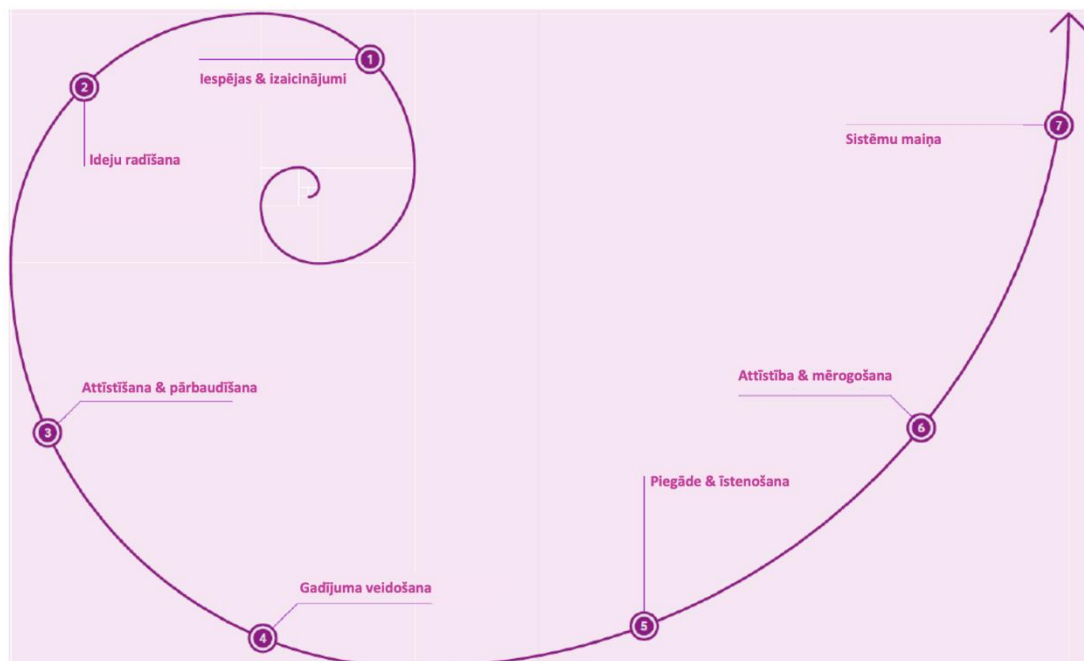 1
Iespējas & izaicinājumi
2
Ideju radīšana
3
Attīstīšana & pārbaudīšana
4
Gadījuma veidošana
5
Piegāde & īstenošana
6
Attīstība & mērogošana
7
Sistēmu maiņa